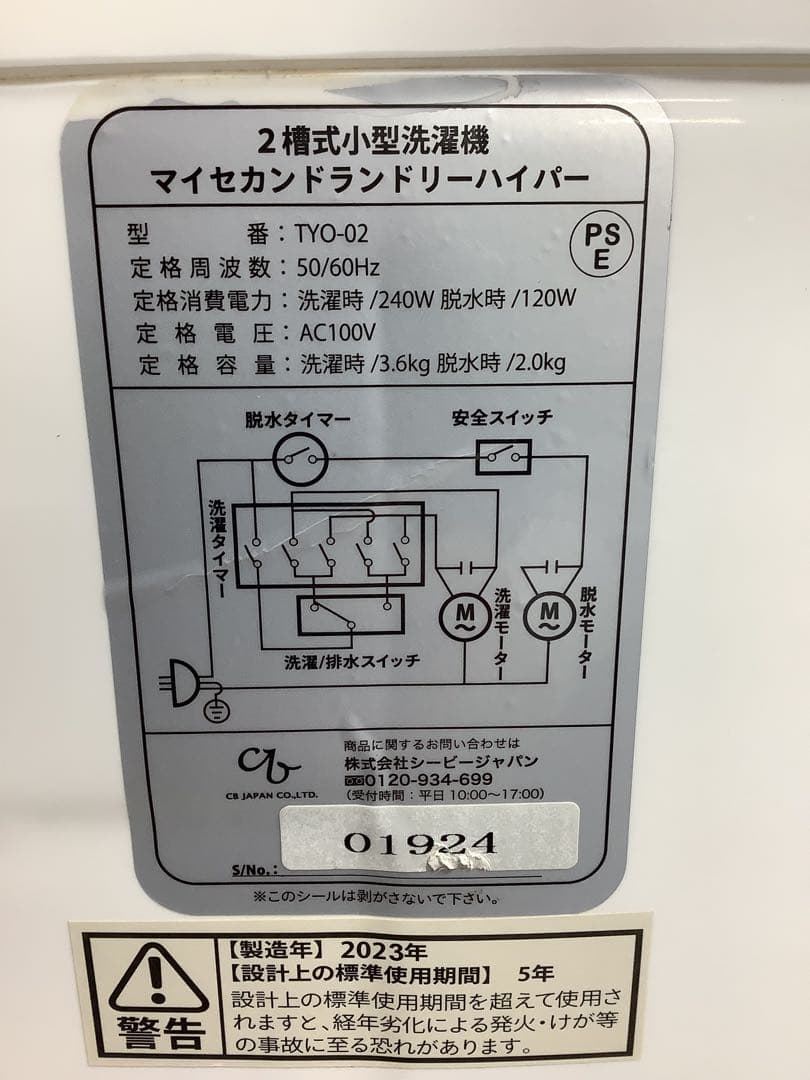 2槽式小型洗濯機
マイセカンドランドリーハイパー
型番：TYO-02
PS E
定格周波数：50/60Hz
定格消費電力：洗濯時/240W 脱水時/120W
定格電圧：AC100V
定格容量：洗濯時/3.6kg 脱水時/2.0kg
脱水タイマー
安全スイッチ
洗濯タイマー
M
洗濯モーター
M
脱水モーター
洗濯/排水スイッチ
cb
CB JAPAN CO.,LTD.
商品に関するお問い合わせは
株式会社シービージャパン
0120-934-699
（受付時間：平日 10:00〜17:00）
01924
S/No.：
※このシールは剥がさないで下さい。
警告
【製造年】 2023年
【設計上の標準使用期間】 5年
設計上の標準使用期間を超えて使用さ
れますと、経年劣化による発火・けが等
の事故に至る恐れがあります。